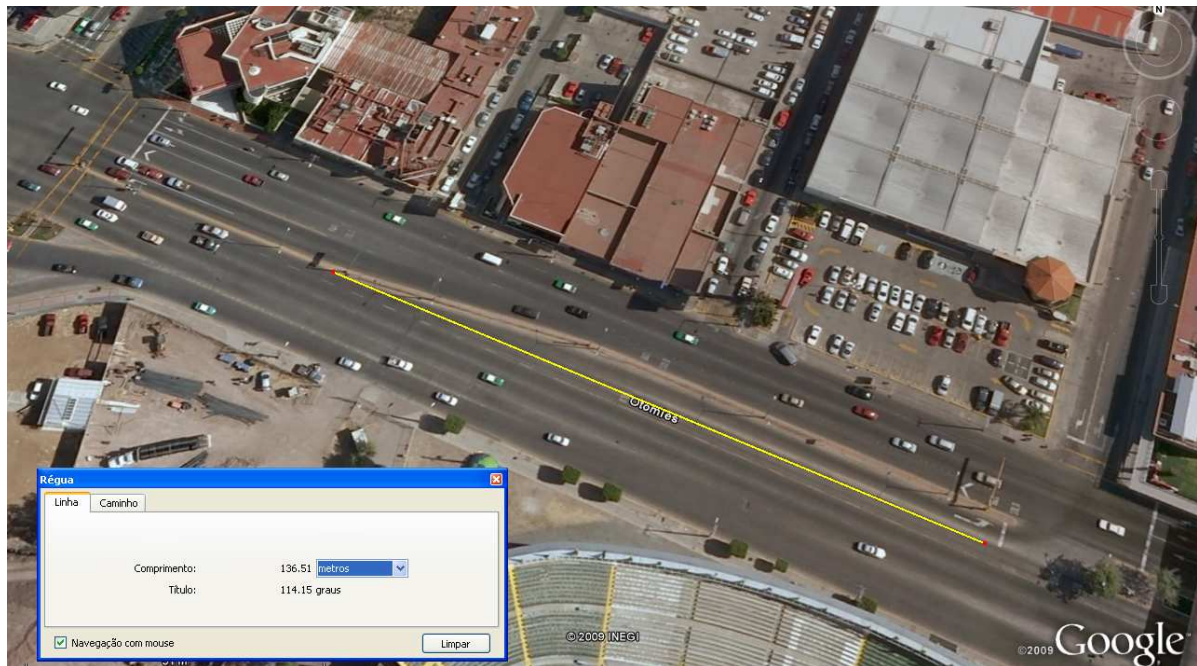 N
Otomíes
Régua
Linha Caminho
Comprimento: 136.51 metros
Título: 114.15 graus
Navegação com mouse Limpar
© 2009 INEGI
©2009 Google